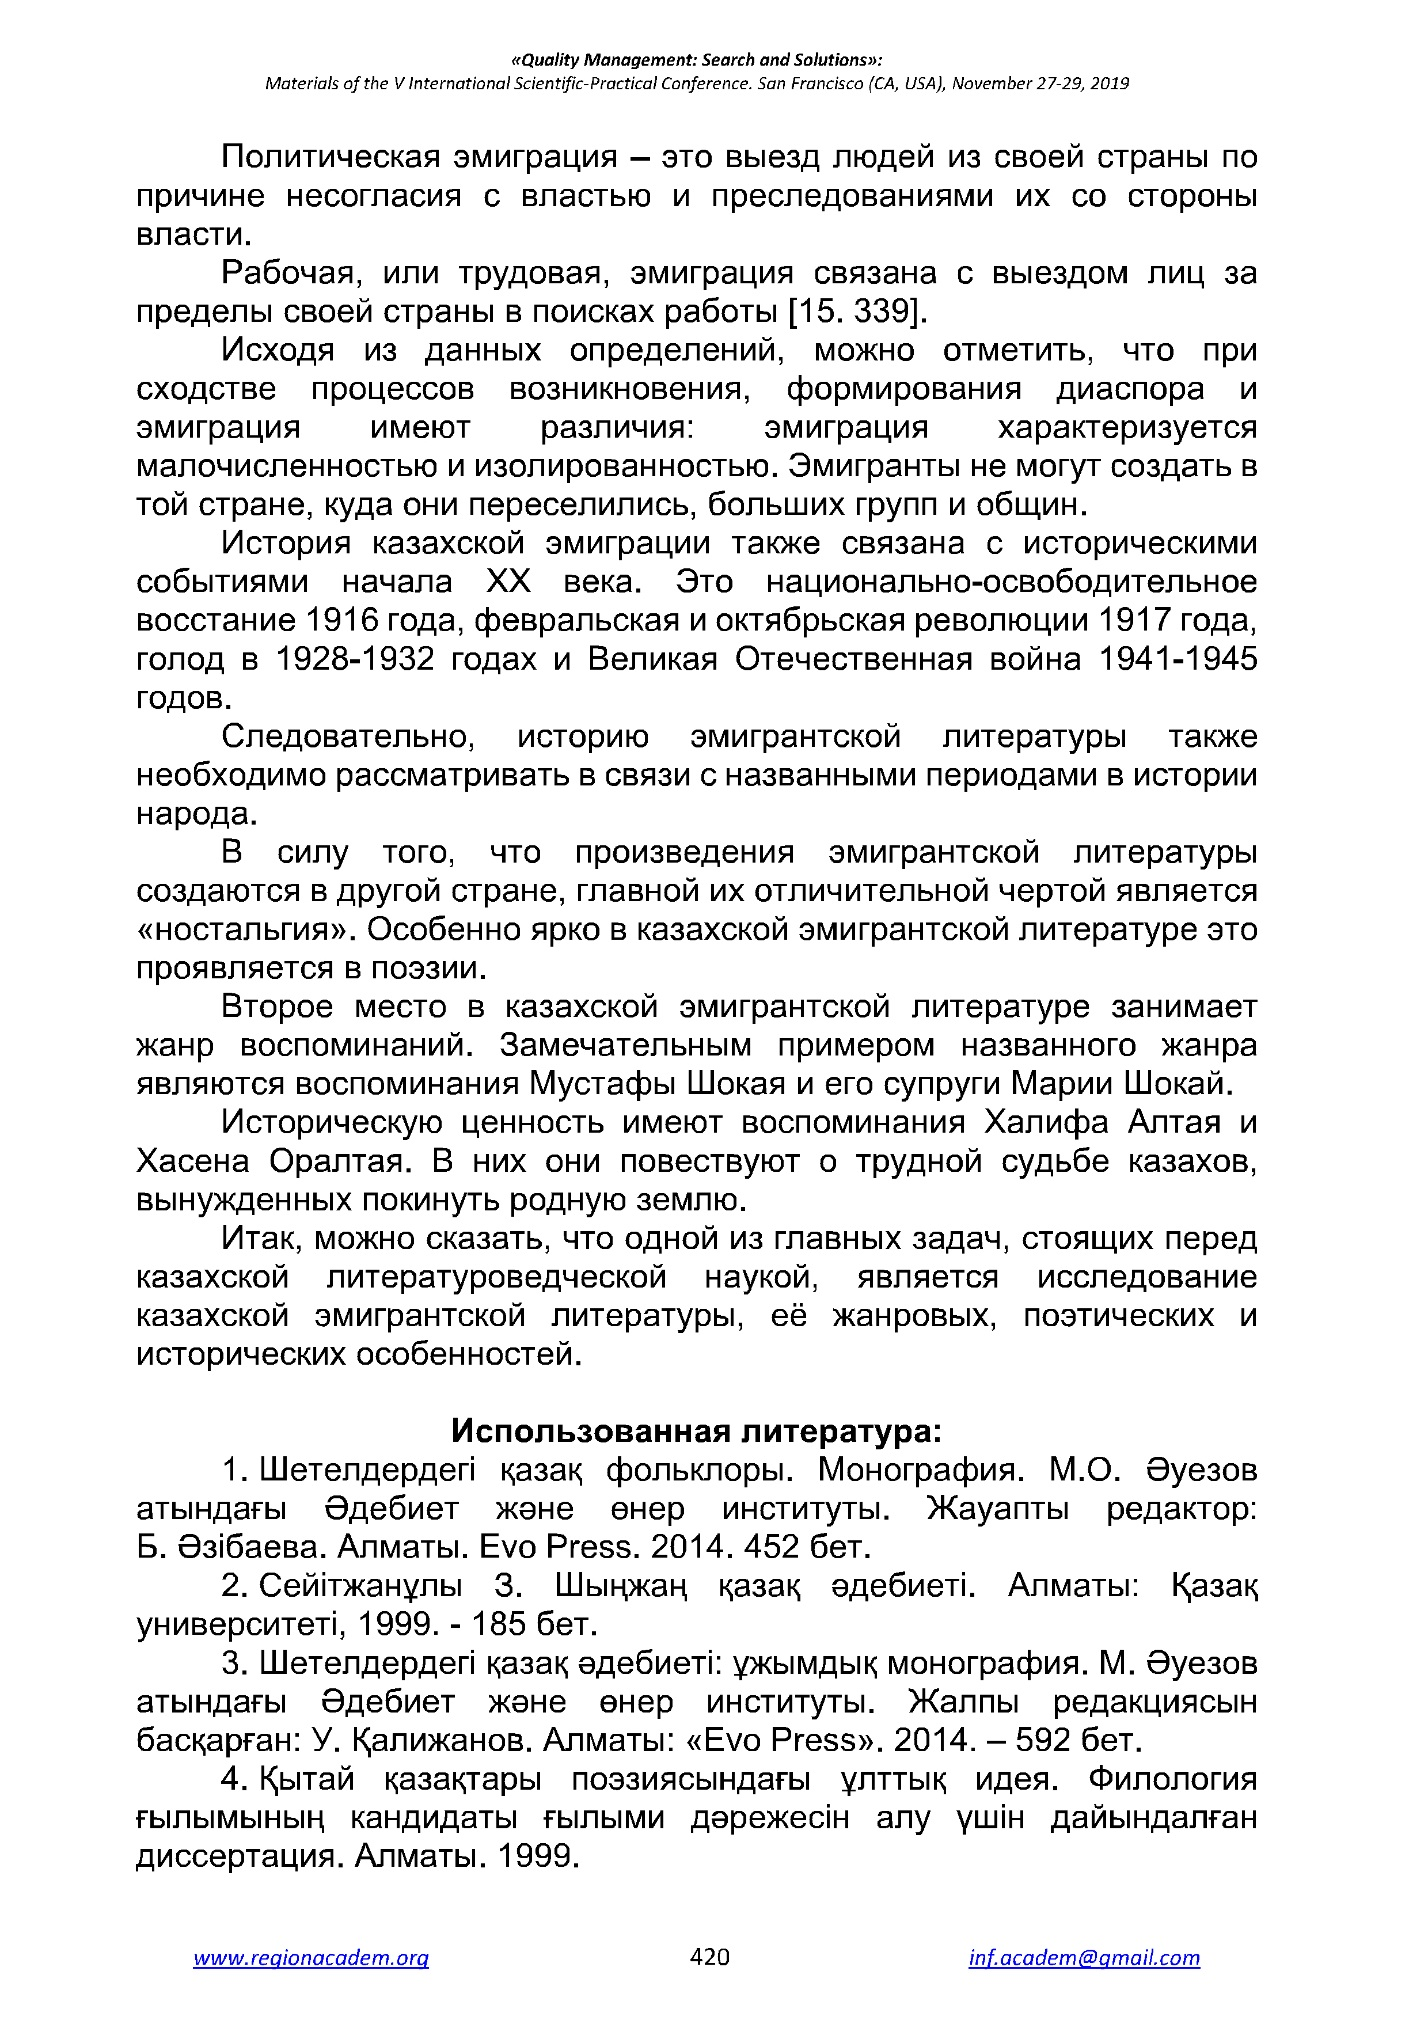 «Quality Management: Search and Solutions»:
Materials of the V International Scientific-Practical Conference. San Francisco (CA, USA), November 27-29, 2019
Политическая эмиграция – это выезд людей из своей страны по
причине несогласия с властью и преследованиями их со стороны
власти.
Рабочая, или трудовая, эмиграция связана с выездом лиц за
пределы своей страны в поисках работы [15. 339].
Исходя из данных определений, можно отметить, что при
сходстве процессов возникновения, формирования диаспора и
эмиграция имеют различия: эмиграция характеризуется
малочисленностью и изолированностью. Эмигранты не могут создать в
той стране, куда они переселились, больших групп и общин.
История казахской эмиграции также связана с историческими
событиями начала XX века. Это национально-освободительное
восстание 1916 года, февральская и октябрьская революции 1917 года,
голод в 1928-1932 годах и Великая Отечественная война 1941-1945
годов.
Следовательно, историю эмигрантской литературы также
необходимо рассматривать в связи с названными периодами в истории
народа.
В силу того, что произведения эмигрантской литературы
создаются в другой стране, главной их отличительной чертой является
«ностальгия». Особенно ярко в казахской эмигрантской литературе это
проявляется в поэзии.
Второе место в казахской эмигрантской литературе занимает
жанр воспоминаний. Замечательным примером названного жанра
являются воспоминания Мустафы Шокая и его супруги Марии Шокай.
Историческую ценность имеют воспоминания Халифа Алтая и
Хасена Оралтая. В них они повествуют о трудной судьбе казахов,
вынужденных покинуть родную землю.
Итак, можно сказать, что одной из главных задач, стоящих перед
казахской литературоведческой наукой, является исследование
казахской эмигрантской литературы, её жанровых, поэтических и
исторических особенностей.
Использованная литература:
1. Шетелдердегі қазақ фольклоры. Монография. М.О. Әуезов
атындағы Әдебиет және өнер институты. Жауапты редактор:
Б. Әзібаева. Алматы. Evo Press. 2014. 452 бет.
2. Сейітжанұлы З. Шыңжаң қазақ әдебиеті. Алматы: Қазақ
университеті, 1999. - 185 бет.
3. Шетелдердегі қазақ әдебиеті: ұжымдық монография. М. Әуезов
атындағы Әдебиет және өнер институты. Жалпы редакциясын
басқарған: У. Қалижанов. Алматы: «Evo Press». 2014. – 592 бет.
4. Қытай қазақтары поэзиясындағы ұлттық идея. Филология
ғылымының кандидаты ғылыми дәрежесін алу үшін дайындалған
диссертация. Алматы. 1999.
www.regionacadem.org 420 inf.academ@gmail.com